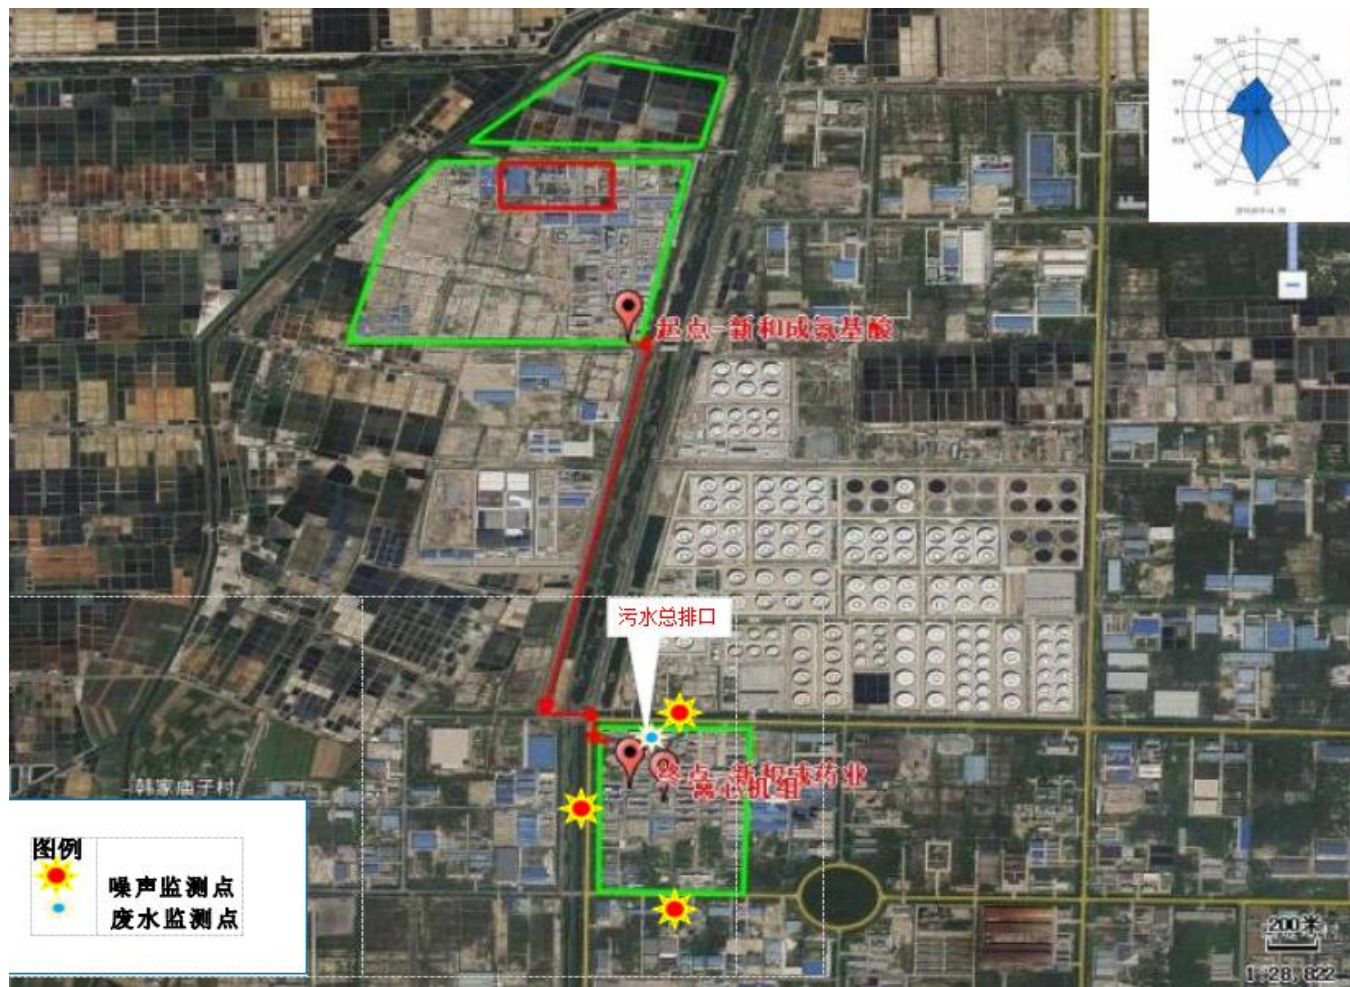 起点-新和成氨基酸
污水总排口
终点-新和成药业
离心机组
韩家庙子村
图例
噪声监测点
废水监测点
200米
1:28,822